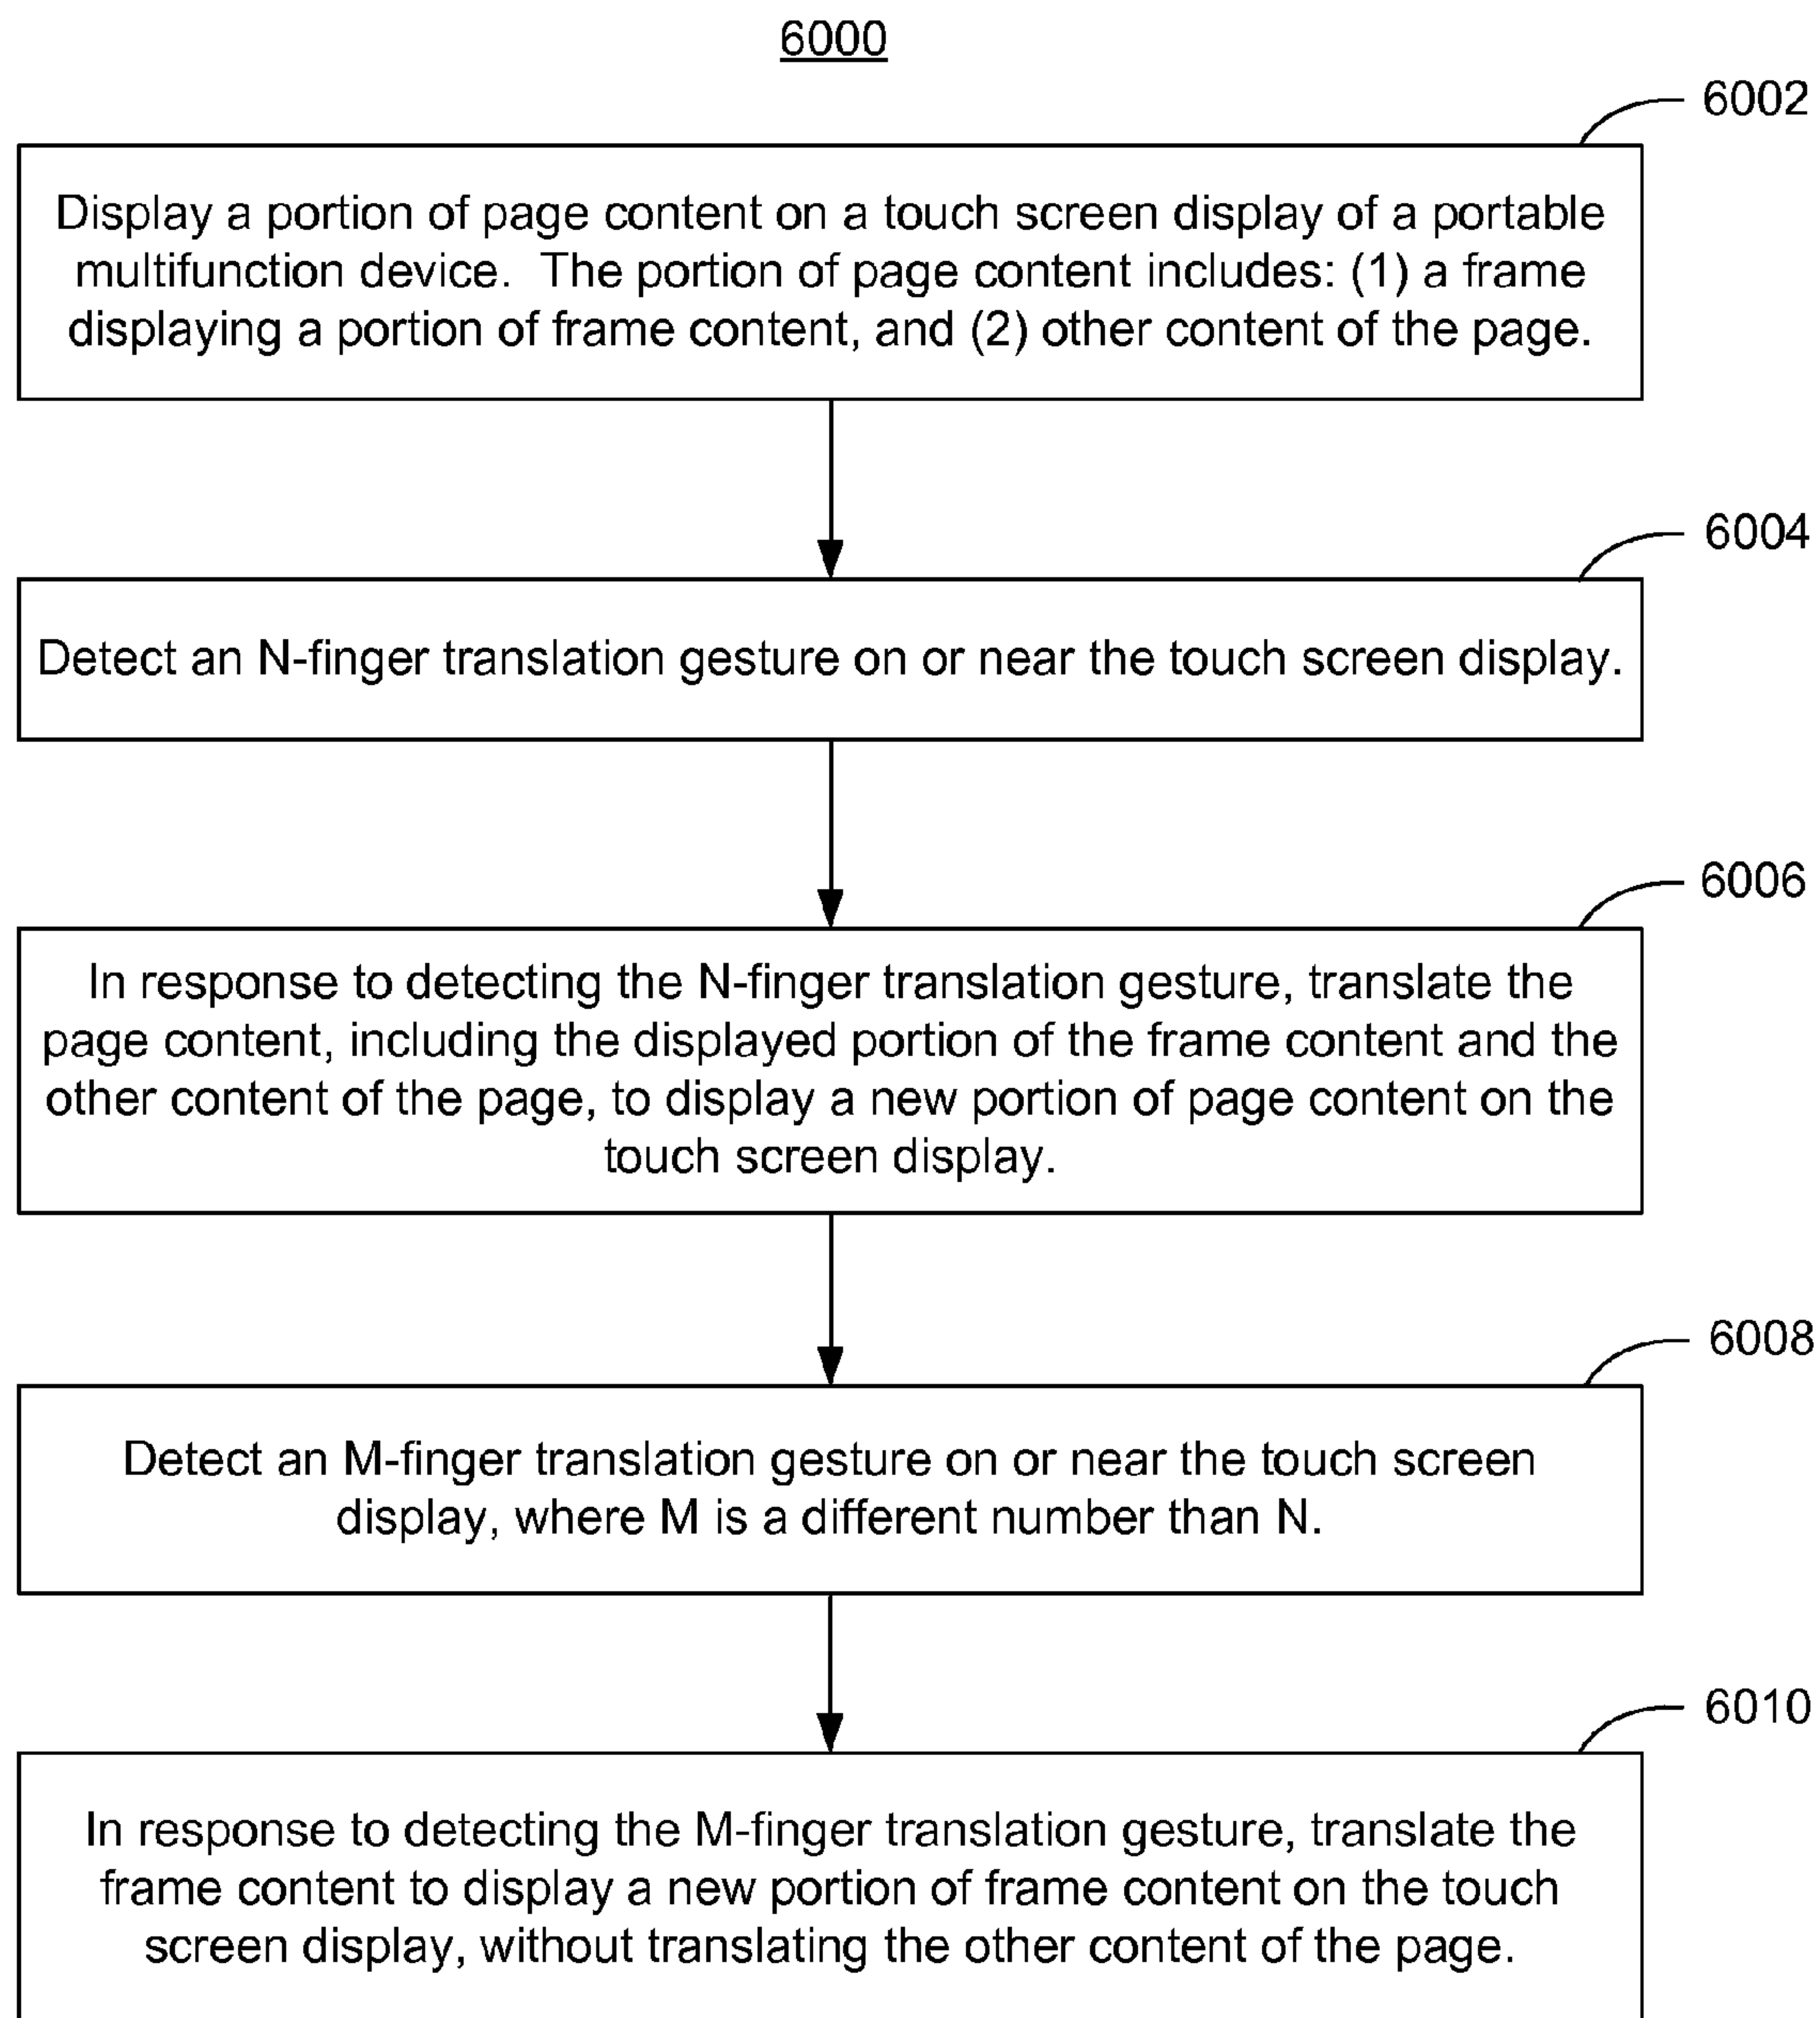 6000
6002
Display a portion of page content on a touch screen display of a portable
multifunction device.  The portion of page content includes: (1) a frame
displaying a portion of frame content, and (2) other content of the page.
6004
Detect an N-finger translation gesture on or near the touch screen display.
6006
In response to detecting the N-finger translation gesture, translate the
page content, including the displayed portion of the frame content and the
other content of the page, to display a new portion of page content on the
touch screen display.
6008
Detect an M-finger translation gesture on or near the touch screen
display, where M is a different number than N.
6010
In response to detecting the M-finger translation gesture, translate the
frame content to display a new portion of frame content on the touch
screen display, without translating the other content of the page.